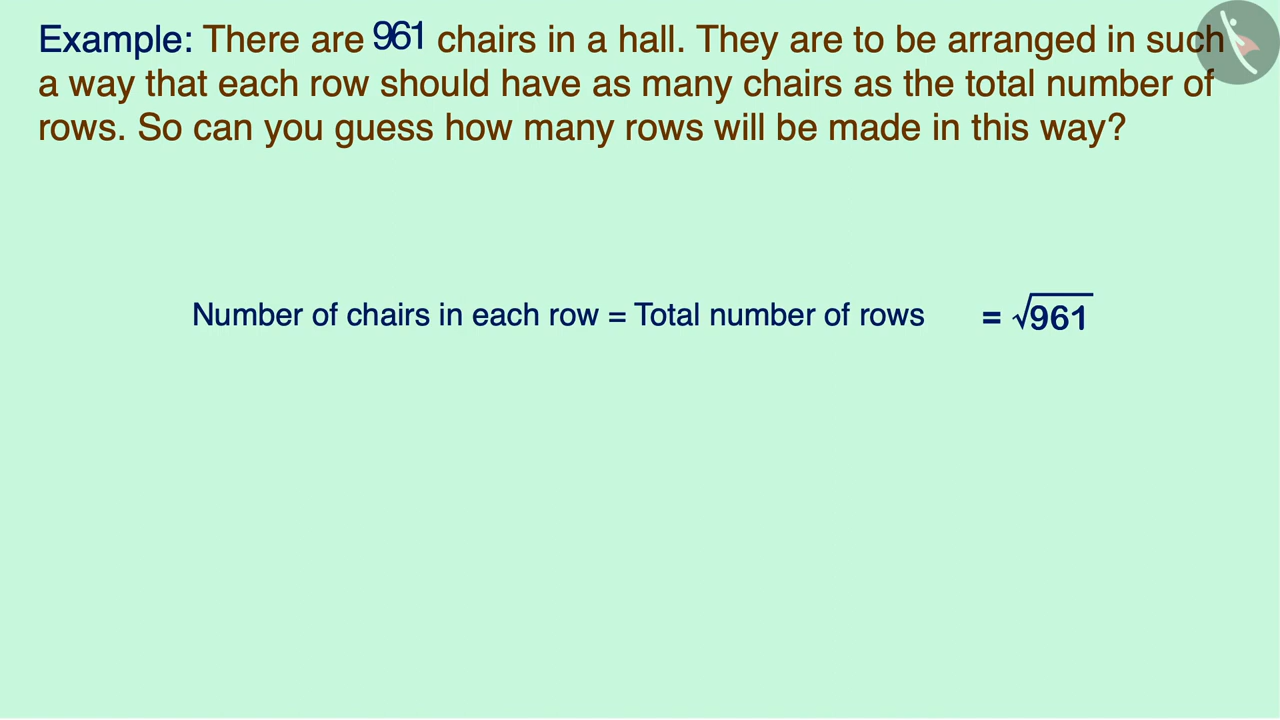 Example: There are 961 chairs in a hall. They are to be arranged in such
a way that each row should have as many chairs as the total number of
rows. So can you guess how many rows will be made in this way?
Number of chairs in each row = Total number of rows = √961